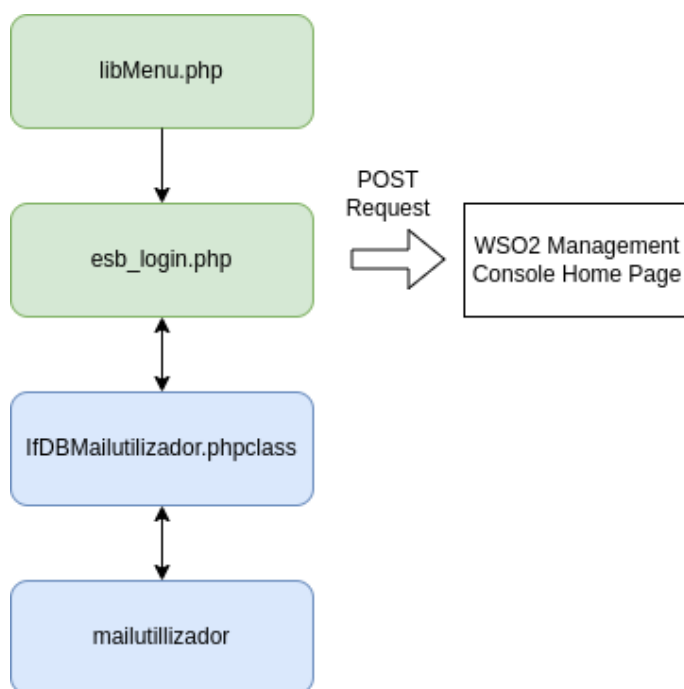 libMenu.php
POST
Request
esb_login.php
WSO2 Management
Console Home Page
IfDBMailutilizador.phpclass
mailutillizador